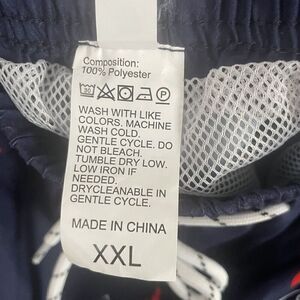 Composition:
100% Polyester
WASH WITH LIKE
COLORS. MACHINE
WASH COLD.
GENTLE CYCLE. DO
NOT BLEACH.
TUMBLE DRY LOW.
LOW IRON IF
NEEDED.
DRYCLEANABLE IN
GENTLE CYCLE.
MADE IN CHINA
XXL